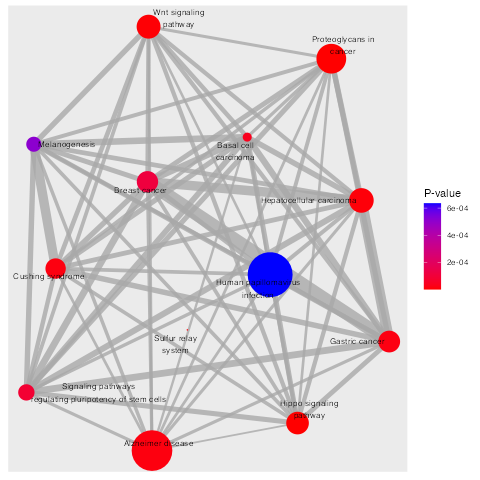 Wnt signaling
pathway
Proteoglycans in
cancer
Melanogenesis
Basal cell
carcinoma
Breast cancer
Hepatocellular carcinoma
Cushing syndrome
Human papillomavirus
infection
Sulfur relay
system
Gastric cancer
Signaling pathways
regulating pluripotency of stem cells
Hippo signaling
pathway
Alzheimer disease
P-value
6e-04
4e-04
2e-04